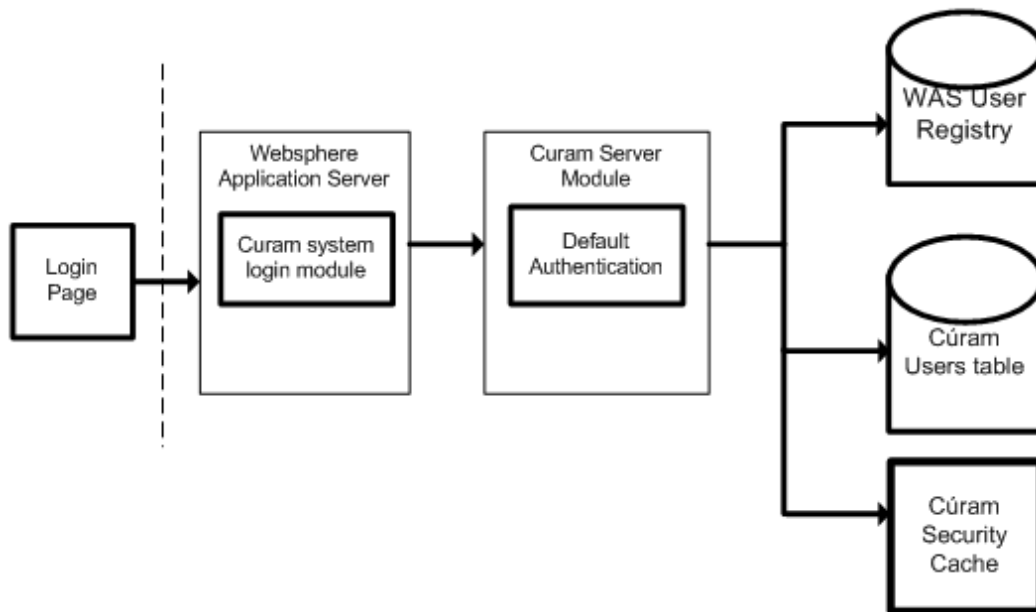 Login
Page
Websphere
Application Server
Curam system
login module
Curam Server
Module
Default
Authentication
WAS User
Registry
Cúram
Users table
Cúram
Security
Cache